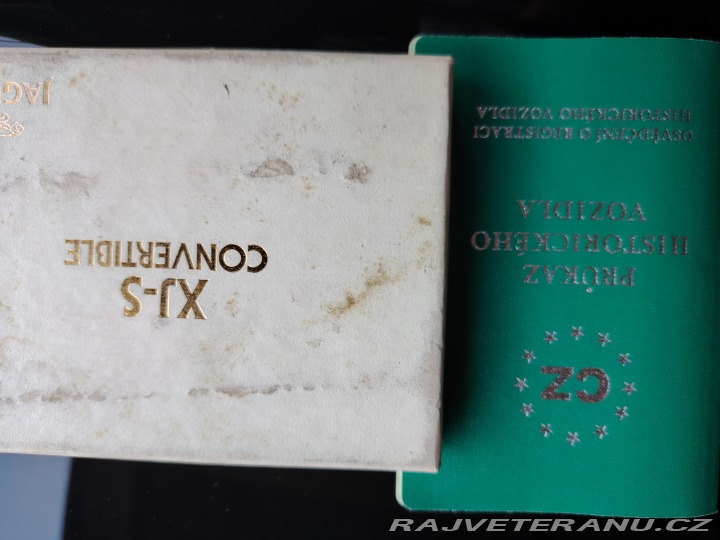 XJ-S
CONVERTIBLE
CZ
PRŮKAZ
HISTORICKÉHO
VOZIDLA
OSVĚDČENÍ O REGISTRACI
HISTORICKÉHO VOZIDLA
RAJVETERANU.CZ